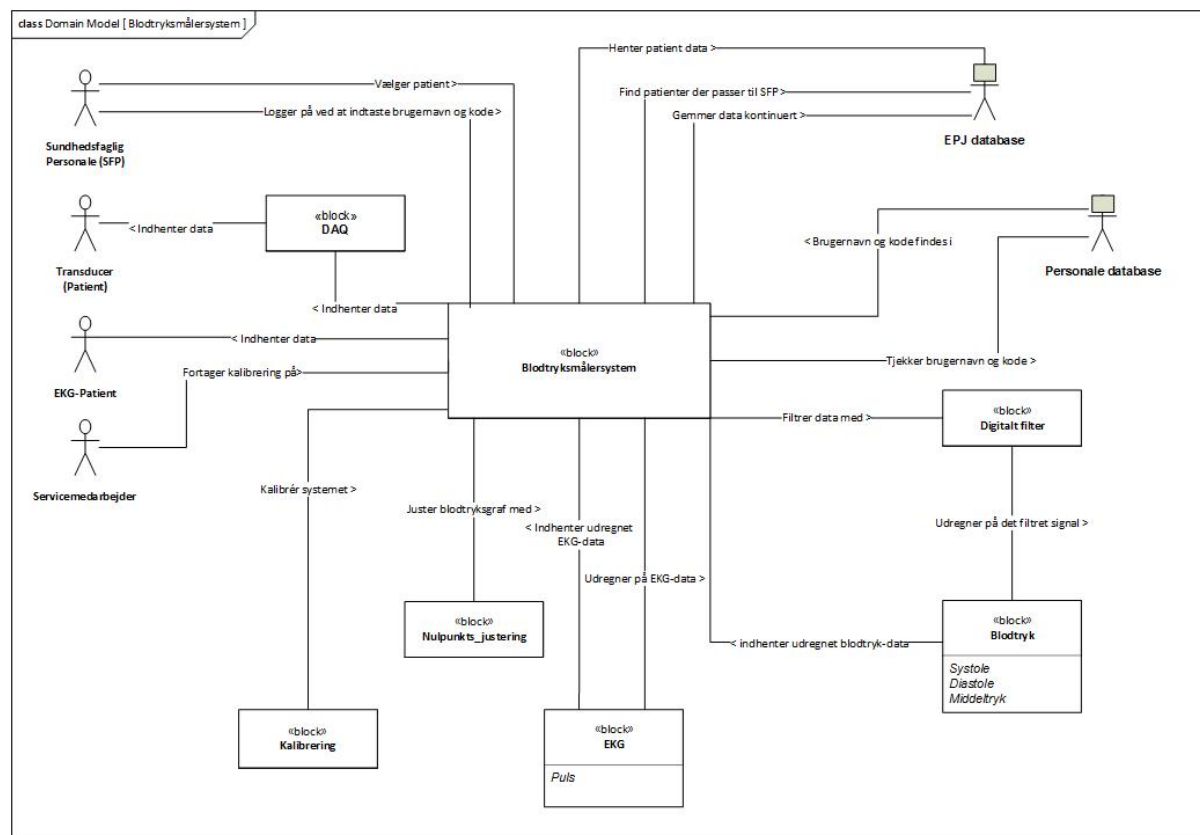 class Domain Model [ Blodtryksmålersystem ]
Henter patient data >
Vælger patient >
Find patienter der passer til SFP>
Logger på ved at indtaste brugernavn og kode >
Gemmer data kontinuert >
Sundhedsfaglig
Personale (SFP)
EPJ database
«block»
DAQ
< Indhenter data
Transducer
(Patient)
< Brugernavn og kode findes i
Personale database
< Indhenter data
< Indhenter data
«block»
Blodtryksmålersystem
Tjekker brugernavn og kode >
Fortager kalibrering på>
EKG-Patient
Filtrer data med >
«block»
Digitalt filter
Servicemedarbejder
Kalibrér systemet >
Juster blodtryksgraf med >
< Indhenter udregnet
EKG-data
Udregner på det filtret signal >
Udregner på EKG-data >
«block»
Nulpunkts_justering
«block»
Blodtryk
< indhenter udregnet blodtryk-data
Systole
Diastole
Middeltryk
«block»
Kalibrering
«block»
EKG
Puls